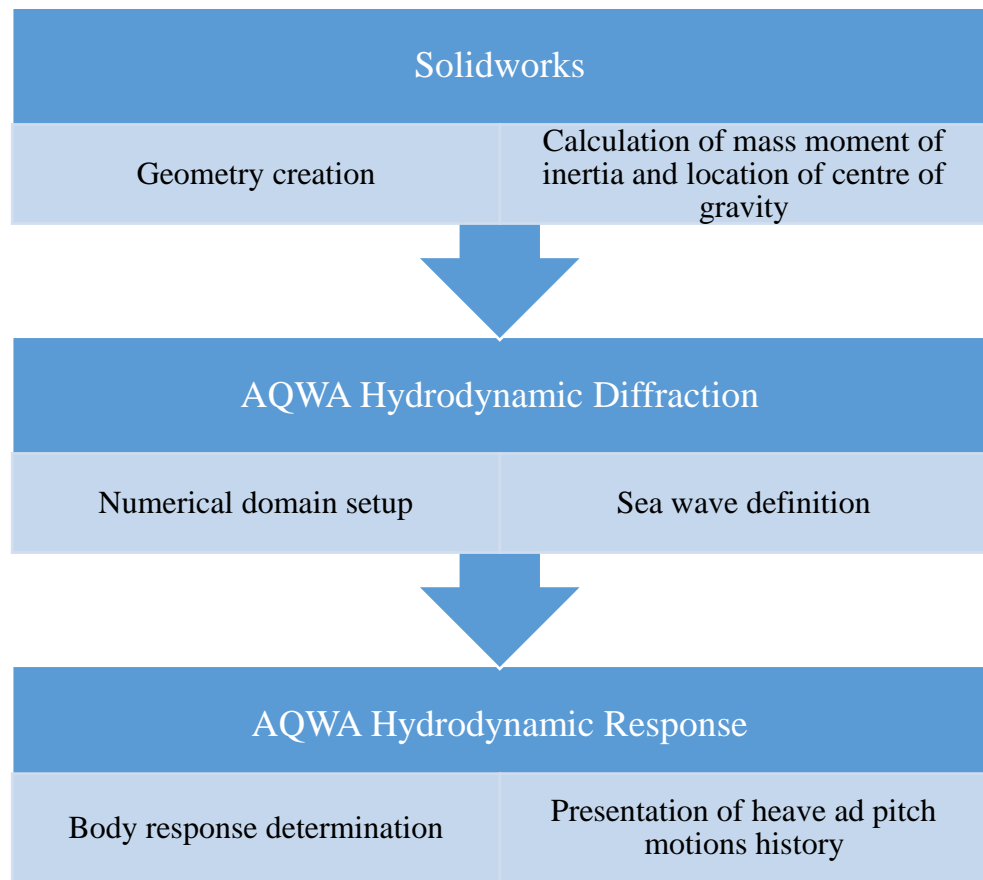 Solidworks
Geometry creation
Calculation of mass moment of
inertia and location of centre of
gravity
AQWA Hydrodynamic Diffraction
Numerical domain setup
Sea wave definition
AQWA Hydrodynamic Response
Body response determination
Presentation of heave ad pitch
motions history